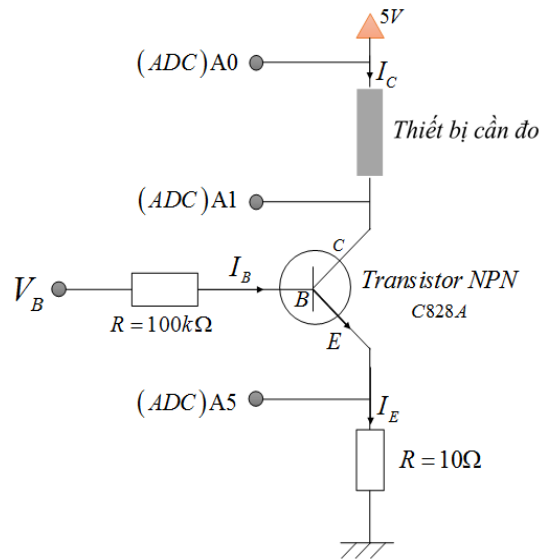 5V
(ADC)A0
I_C
Thiết bị cần đo
(ADC)A1
C
I_B
Transistor NPN
V_B
B
C828A
R = 100kΩ
E
(ADC)A5
I_E
R = 10Ω